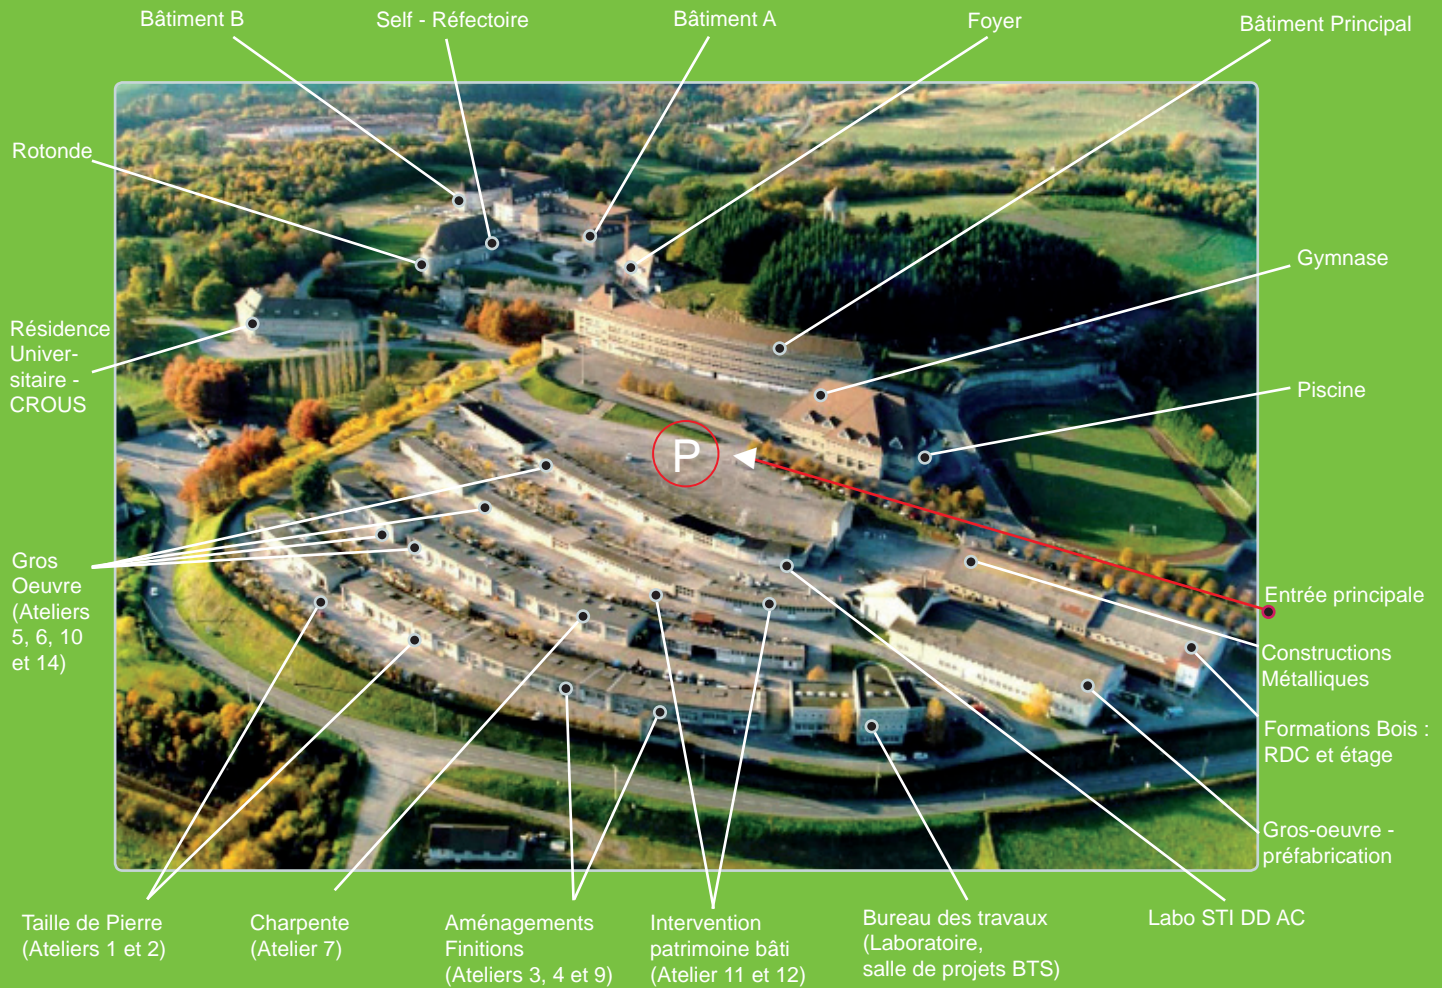 Bâtiment B
Self - Réfectoire
Bâtiment A
Foyer
Bâtiment Principal
Rotonde
Gymnase
Résidence
Univer-
sitaire -
CROUS
Piscine
P
Gros
Oeuvre
(Ateliers
5, 6, 10
et 14)
Entrée principale
Constructions
Métalliques
Formations Bois :
RDC et étage
Gros-oeuvre -
préfabrication
Taille de Pierre
(Ateliers 1 et 2)
Charpente
(Atelier 7)
Aménagements
Finitions
(Ateliers 3, 4 et 9)
Intervention
patrimoine bâti
(Atelier 11 et 12)
Bureau des travaux
(Laboratoire,
salle de projets BTS)
Labo STI DD AC